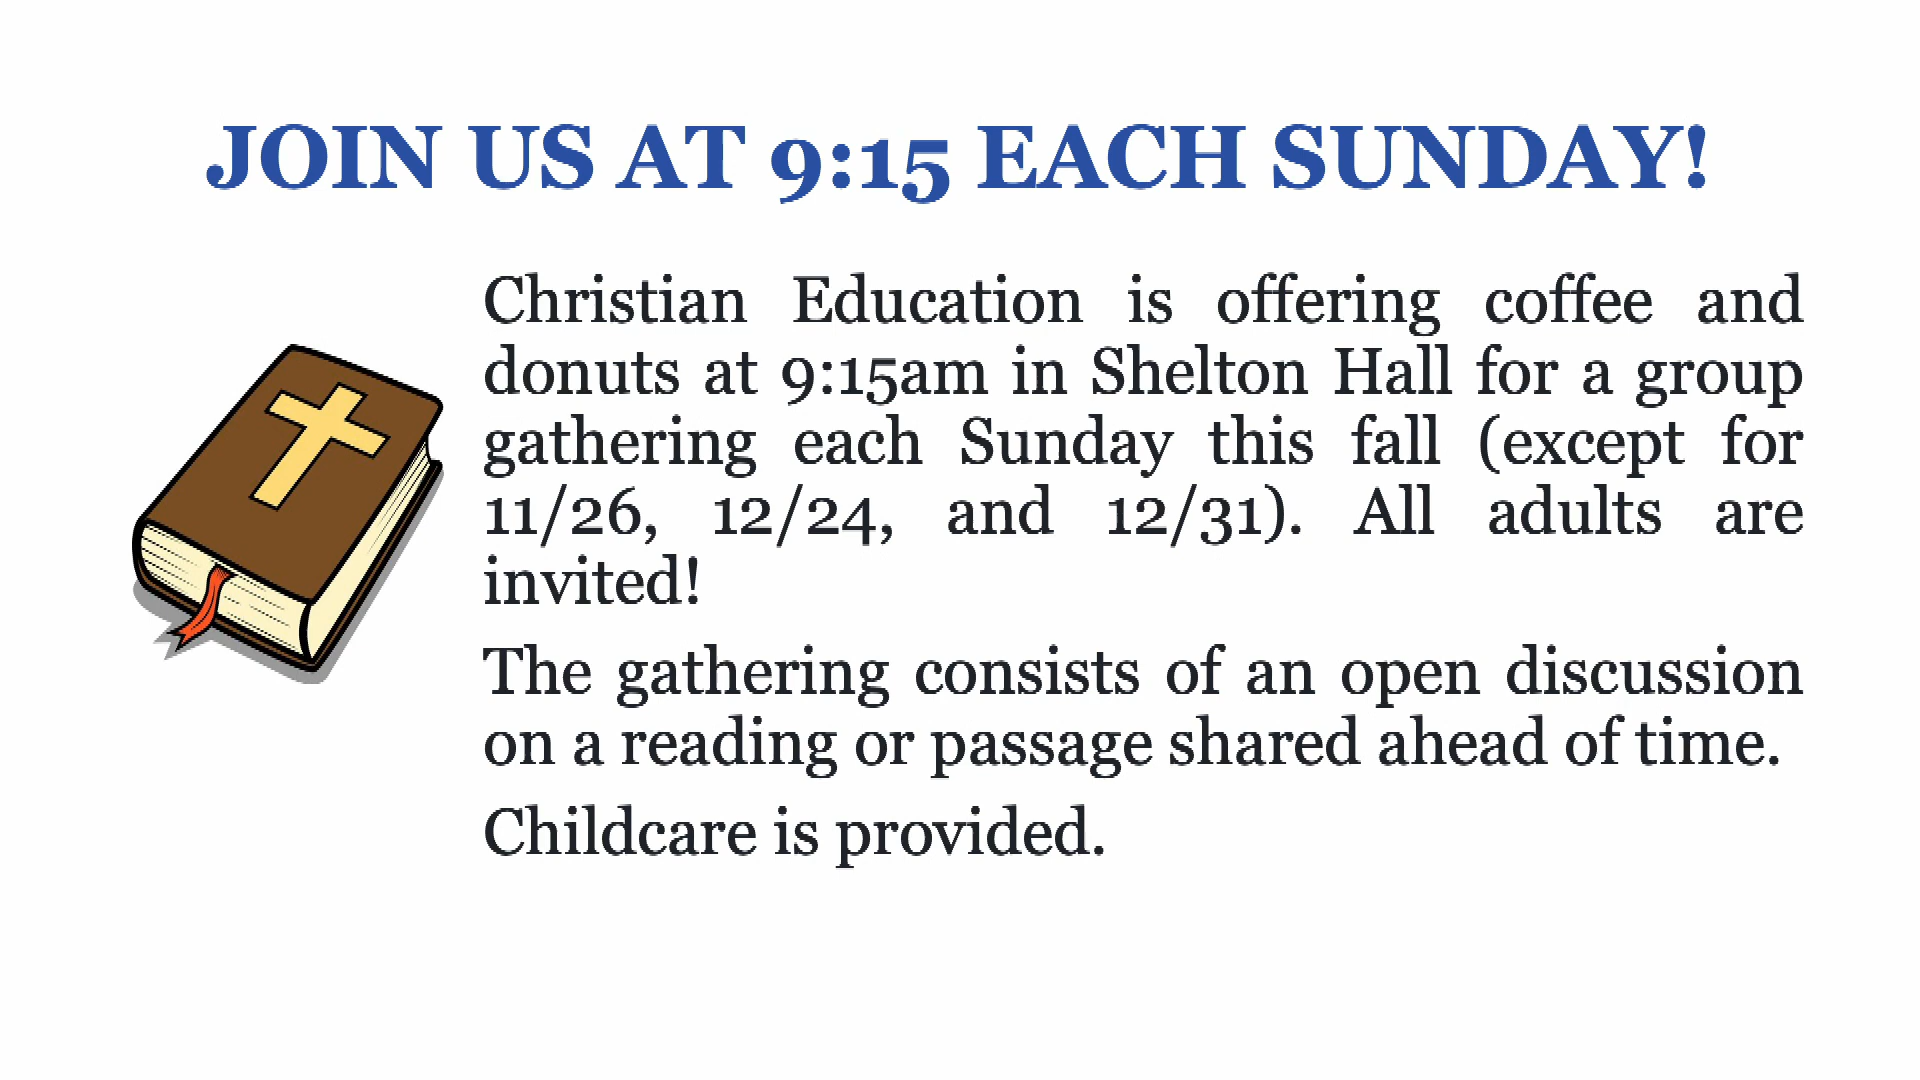 JOIN US AT 9:15 EACH SUNDAY!
Christian Education is offering coffee and
donuts at 9:15am in Shelton Hall for a group
gathering each Sunday this fall (except for
11/26, 12/24, and 12/31). All adults are
invited!
The gathering consists of an open discussion
on a reading or passage shared ahead of time.
Childcare is provided.